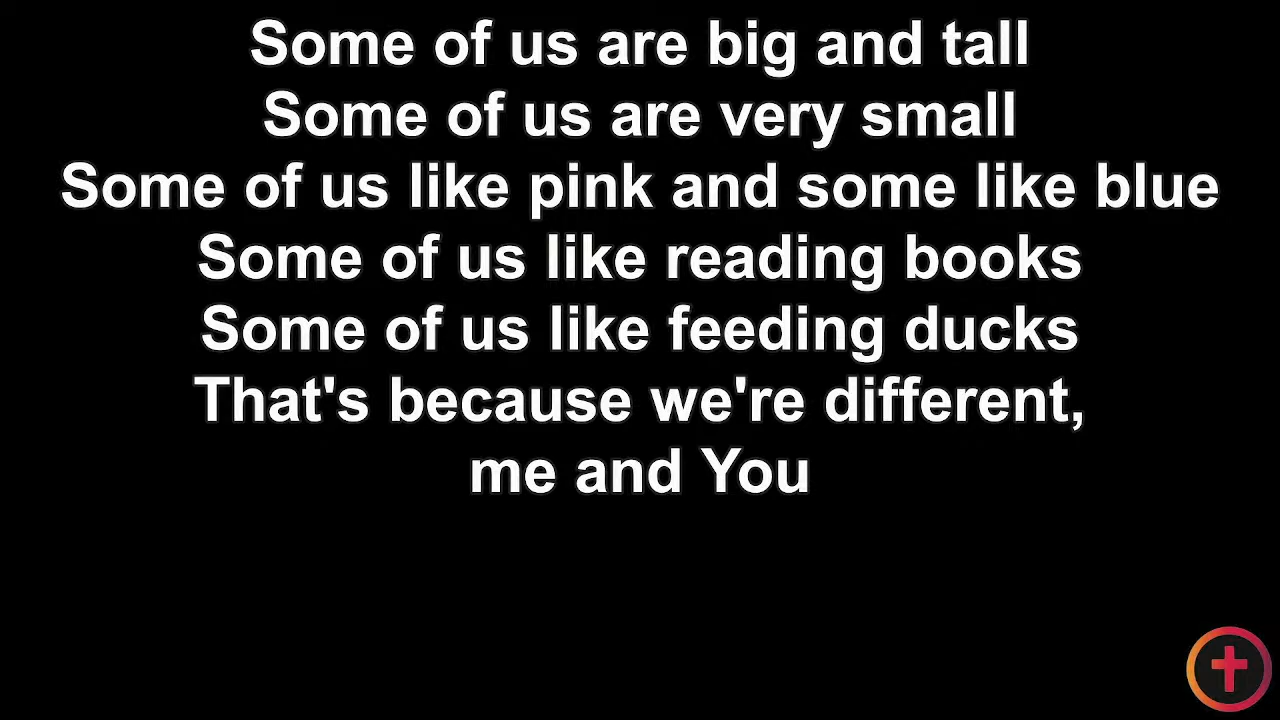 Some of us are big and tall
Some of us are very small
Some of us like pink and some like blue
Some of us like reading books
Some of us like feeding ducks
That's because we're different,
me and You